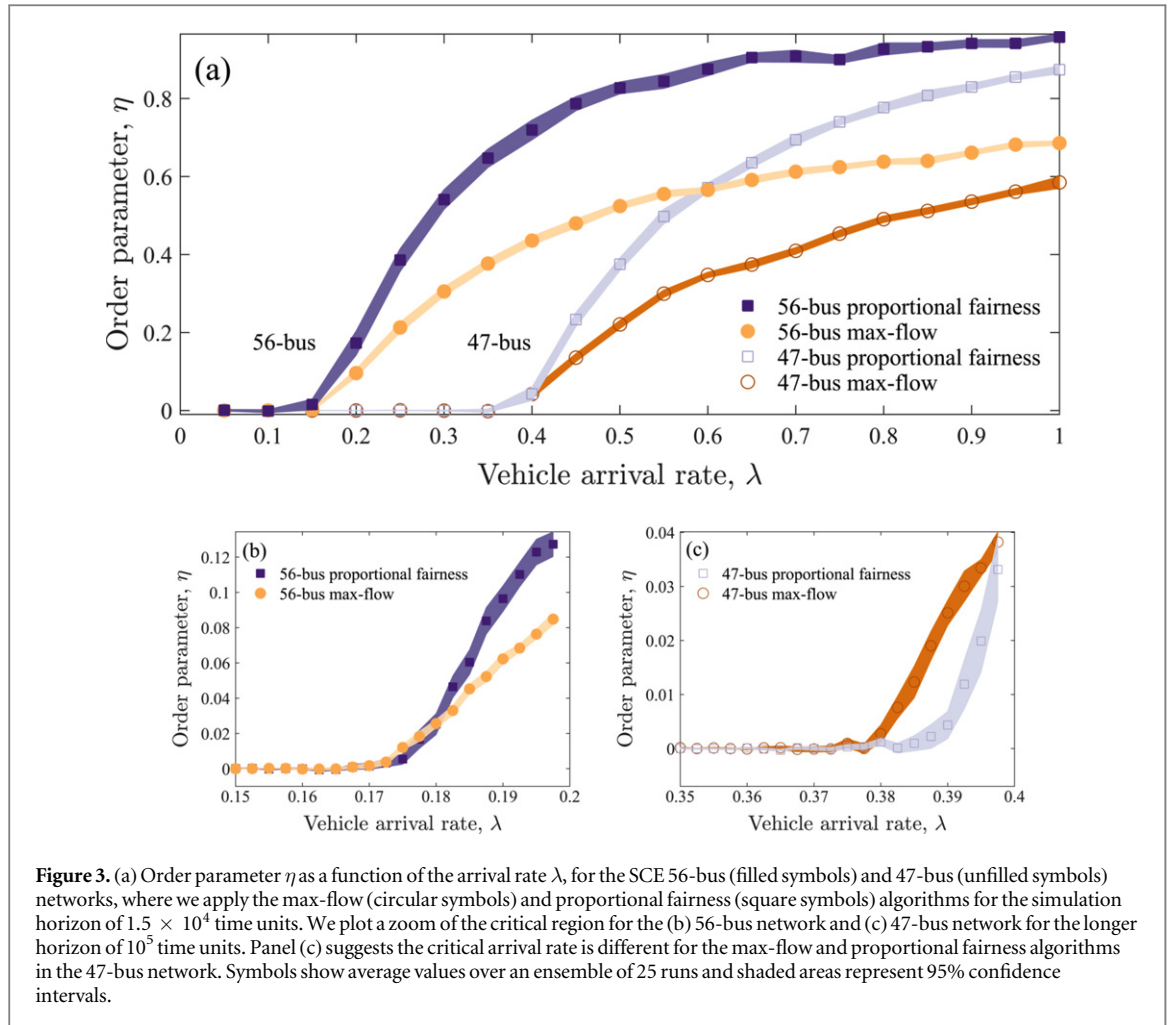 (a)
Order parameter, η
0.8
0.6
0.4
0.2
0
56-bus
47-bus
56-bus proportional fairness
56-bus max-flow
47-bus proportional fairness
47-bus max-flow
0 0.1 0.2 0.3 0.4 0.5 0.6 0.7 0.8 0.9 1
Vehicle arrival rate, λ
(b)
56-bus proportional fairness
56-bus max-flow
Order parameter, η
0.12
0.1
0.08
0.06
0.04
0.02
0
0.15 0.16 0.17 0.18 0.19 0.2
Vehicle arrival rate, λ
(c)
47-bus proportional fairness
47-bus max-flow
Order parameter, η
0.04
0.03
0.02
0.01
0
0.35 0.36 0.37 0.38 0.39 0.4
Vehicle arrival rate, λ
Figure 3. (a) Order parameter η as a function of the arrival rate λ, for the SCE 56-bus (filled symbols) and 47-bus (unfilled symbols)
networks, where we apply the max-flow (circular symbols) and proportional fairness (square symbols) algorithms for the simulation
horizon of 1.5 × 10⁴ time units. We plot a zoom of the critical region for the (b) 56-bus network and (c) 47-bus network for the longer
horizon of 10⁵ time units. Panel (c) suggests the critical arrival rate is different for the max-flow and proportional fairness algorithms
in the 47-bus network. Symbols show average values over an ensemble of 25 runs and shaded areas represent 95% confidence
intervals.